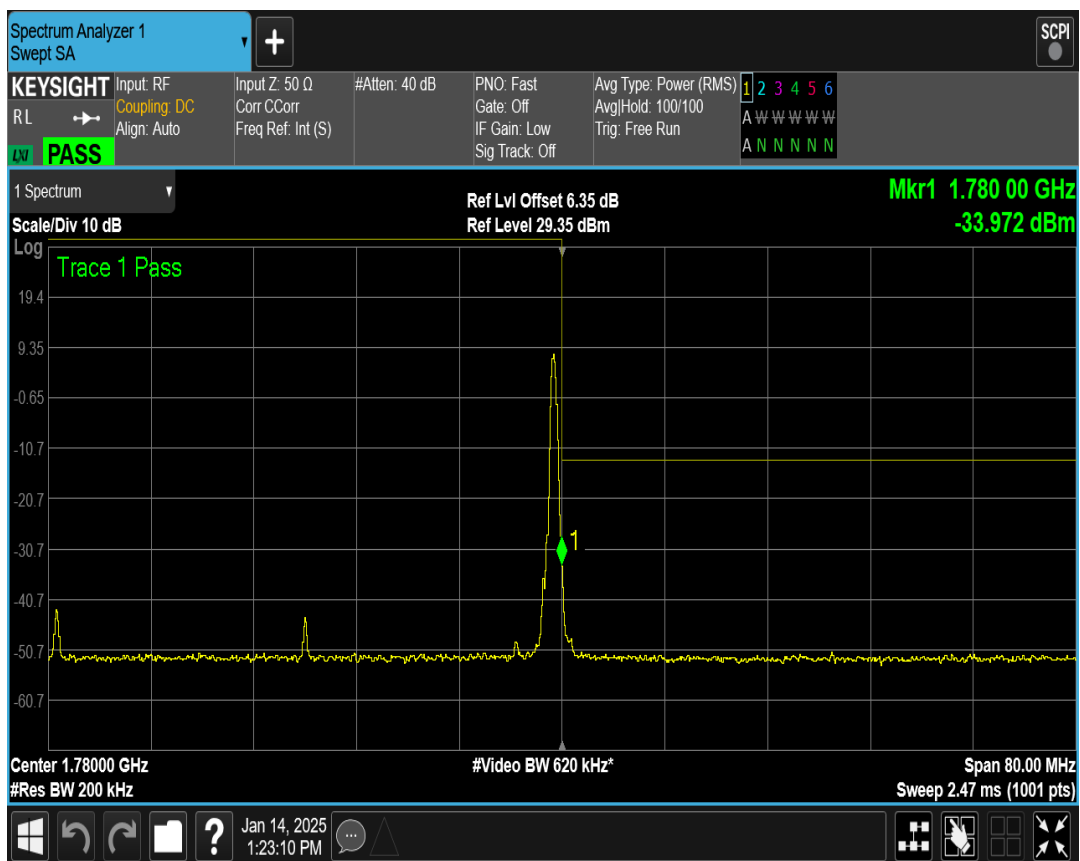 Spectrum Analyzer 1
Swept SA
+
SCPI
KEYSIGHT
RL
LXI PASS
Input: RF
Coupling: DC
Align: Auto
Input Z: 50 Ω
Corr CCorr
Freq Ref: Int (S)
#Atten: 40 dB
PNO: Fast
Gate: Off
IF Gain: Low
Sig Track: Off
Avg Type: Power (RMS)
Avg|Hold: 100/100
Trig: Free Run
1 2 3 4 5 6
A W W W W W
A N N N N N
1 Spectrum
Scale/Div 10 dB
Ref Lvl Offset 6.35 dB
Ref Level 29.35 dBm
Mkr1 1.780 00 GHz
-33.972 dBm
Log
Trace 1 Pass
19.4
9.35
-0.65
-10.7
-20.7
-30.7
1
-40.7
-50.7
-60.7
Center 1.78000 GHz
#Res BW 200 kHz
#Video BW 620 kHz*
Span 80.00 MHz
Sweep 2.47 ms (1001 pts)
?
Jan 14, 2025
1:23:10 PM